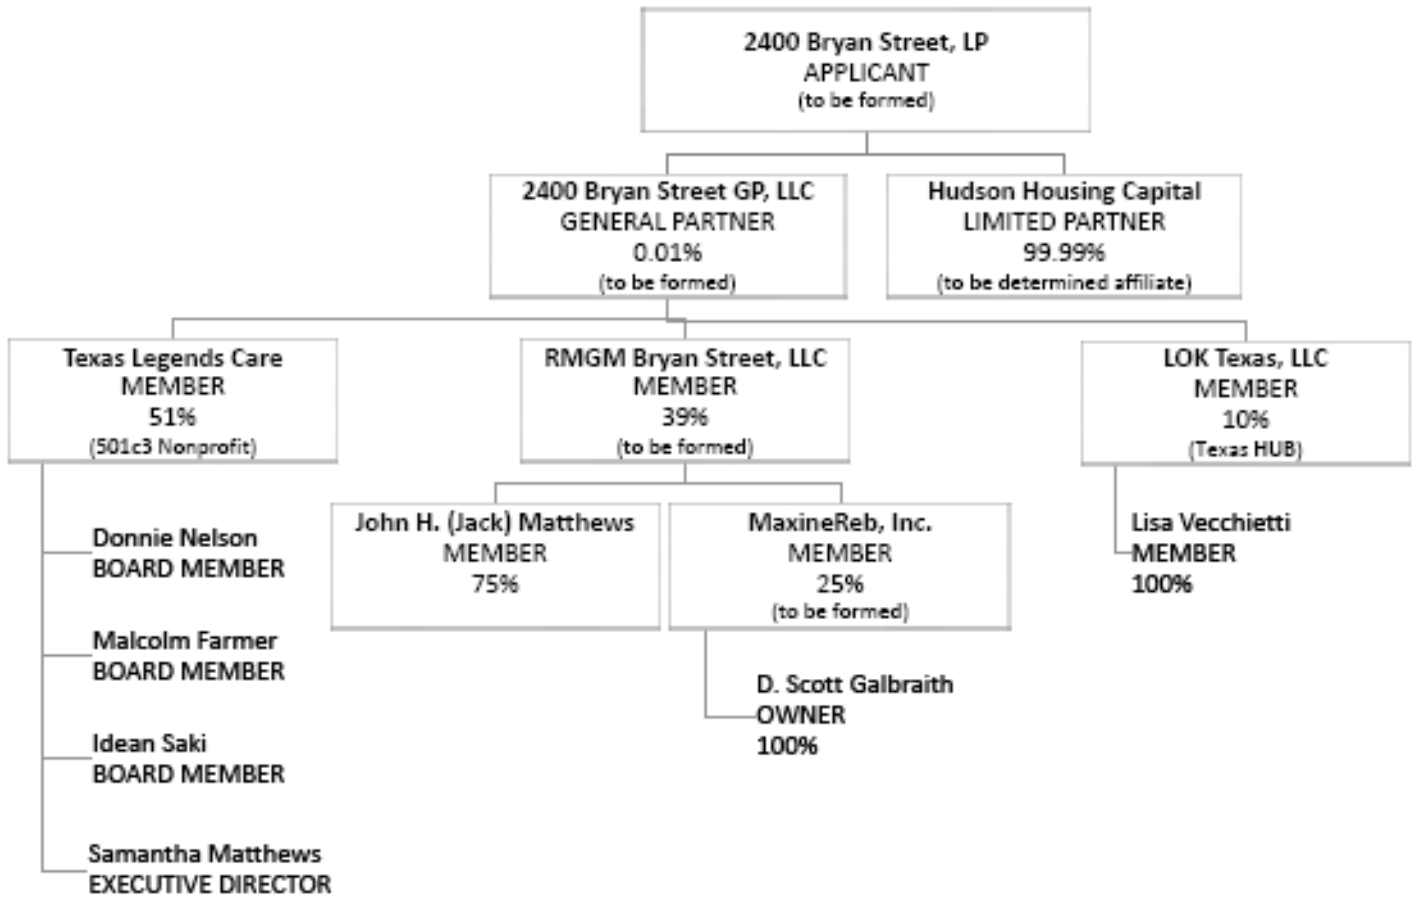 2400 Bryan Street, LP
APPLICANT
(to be formed)
2400 Bryan Street GP, LLC
GENERAL PARTNER
0.01%
(to be formed)
Hudson Housing Capital
LIMITED PARTNER
99.99%
(to be determined affiliate)
Texas Legends Care
MEMBER
51%
(501c3 Nonprofit)
RMGM Bryan Street, LLC
MEMBER
39%
(to be formed)
LOK Texas, LLC
MEMBER
10%
(Texas HUB)
Donnie Nelson
BOARD MEMBER
Malcolm Farmer
BOARD MEMBER
Idean Saki
BOARD MEMBER
Samantha Matthews
EXECUTIVE DIRECTOR
John H. (Jack) Matthews
MEMBER
75%
MaxineReb, Inc.
MEMBER
25%
(to be formed)
D. Scott Galbraith
OWNER
100%
Lisa Vecchietti
MEMBER
100%